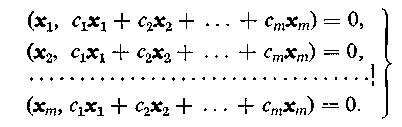 (x₁, c₁x₁ + c₂x₂ + ... + cₘxₘ) = 0,
(x₂, c₁x₁ + c₂x₂ + ... + cₘxₘ) = 0,
. . . . . . . . . . . . . . . . . . . . . . . . . . . . . .
(xₘ, c₁x₁ + c₂x₂ + ... + cₘxₘ) = 0.